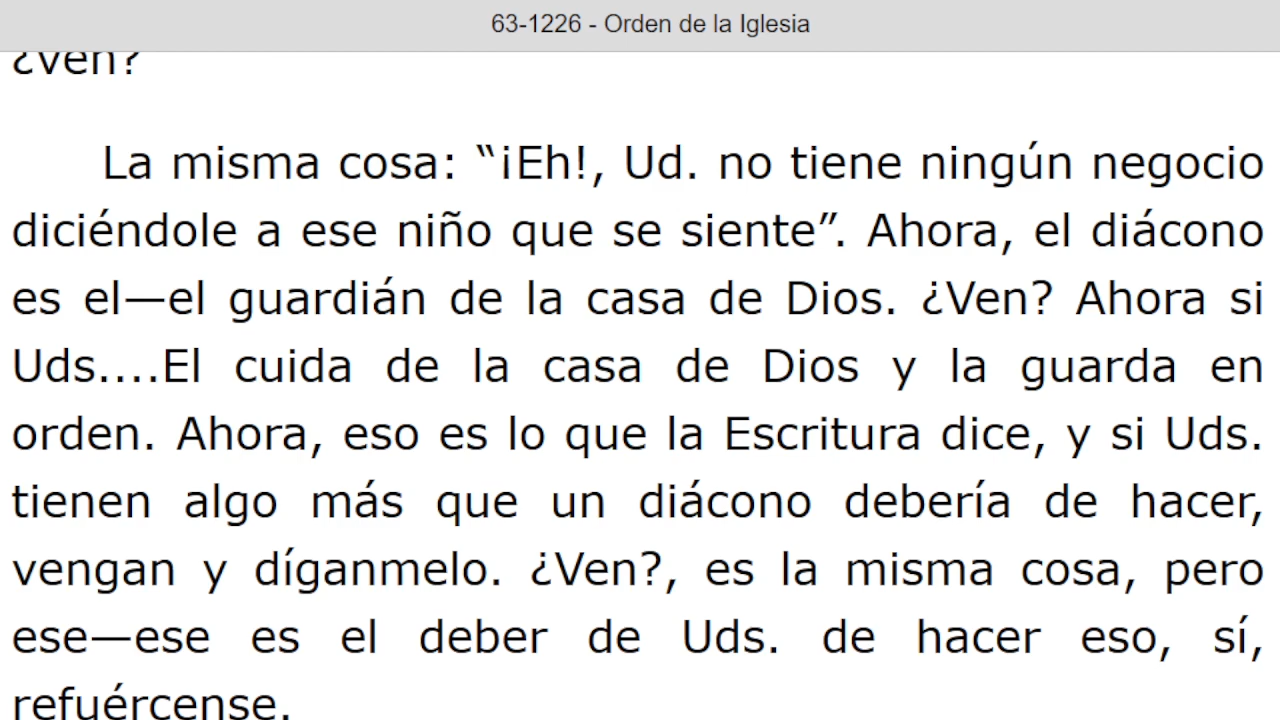 63-1226 - Orden de la Iglesia
¿Ven?
La misma cosa: “¡Eh!, Ud. no tiene ningún negocio
diciéndole a ese niño que se siente”. Ahora, el diácono
es el—el guardián de la casa de Dios. ¿Ven? Ahora si
Uds....El cuida de la casa de Dios y la guarda en
orden. Ahora, eso es lo que la Escritura dice, y si Uds.
tienen algo más que un diácono debería de hacer,
vengan y díganmelo. ¿Ven?, es la misma cosa, pero
ese—ese es el deber de Uds. de hacer eso, sí,
refuércense.